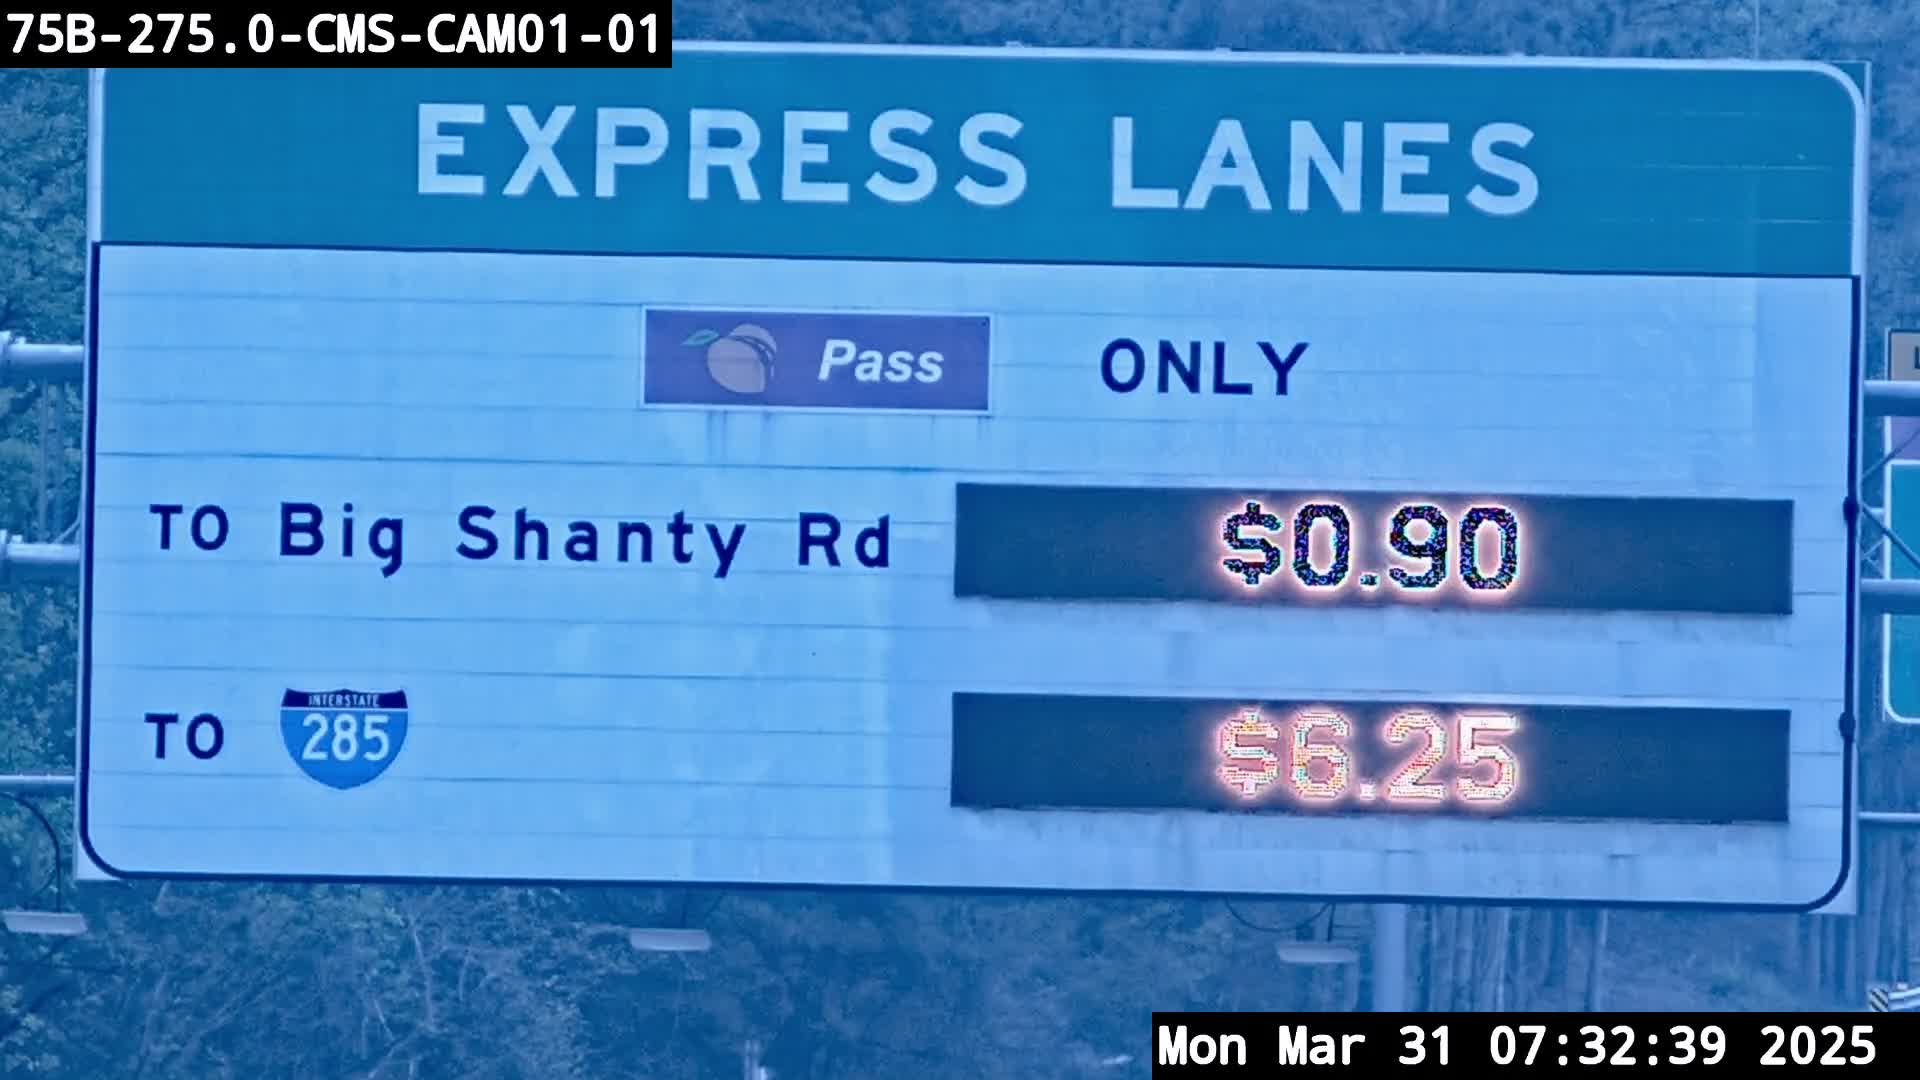 75B-275.0-CMS-CAM01-01
EXPRESS LANES
Pass ONLY
TO Big Shanty Rd $0.90
INTERSTATE
TO 285 $6.25
Mon Mar 31 07:32:39 2025